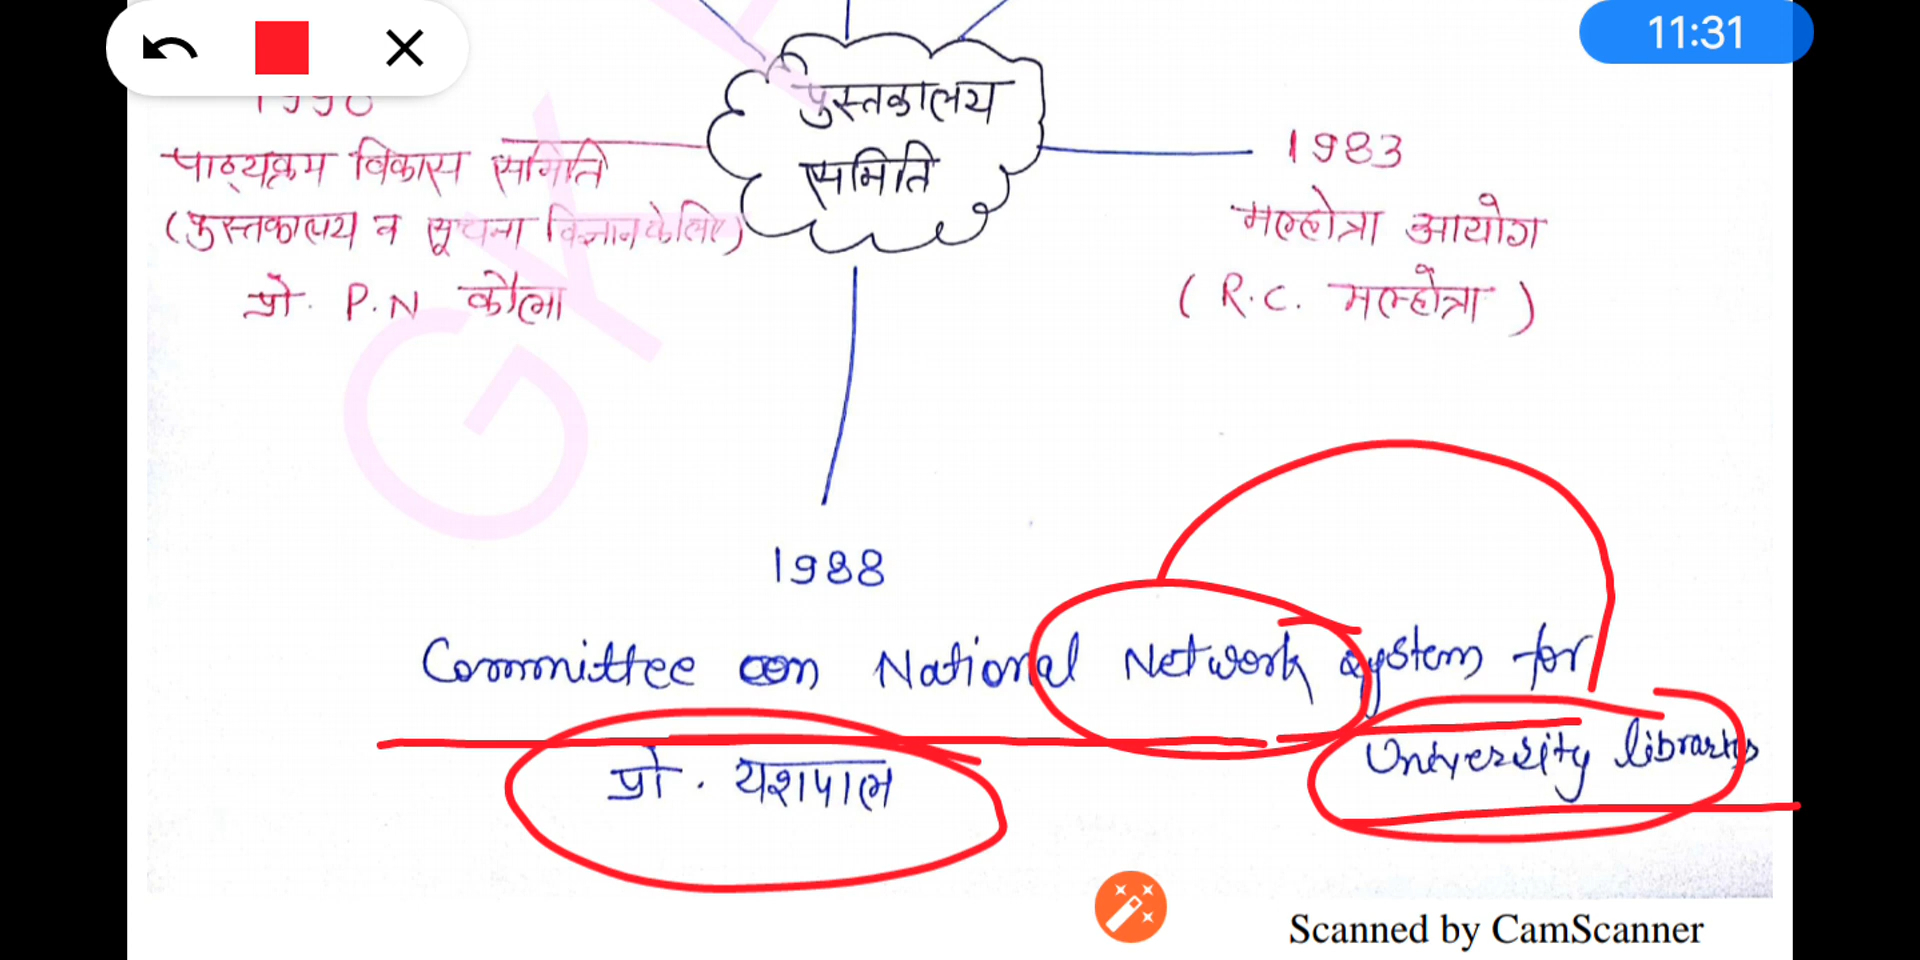 11:31
1990
पुस्तकालय
समिति
पाठ्यक्रम विकास समिति
(पुस्तकालय व सूचना विज्ञान के लिए)
प्रो. P.N कौला
1983
मल्होत्रा आयोग
( R.C. मल्होत्रा )
1988
Committee on National Network system for
University libraries
प्रो. यशपाल
Scanned by CamScanner